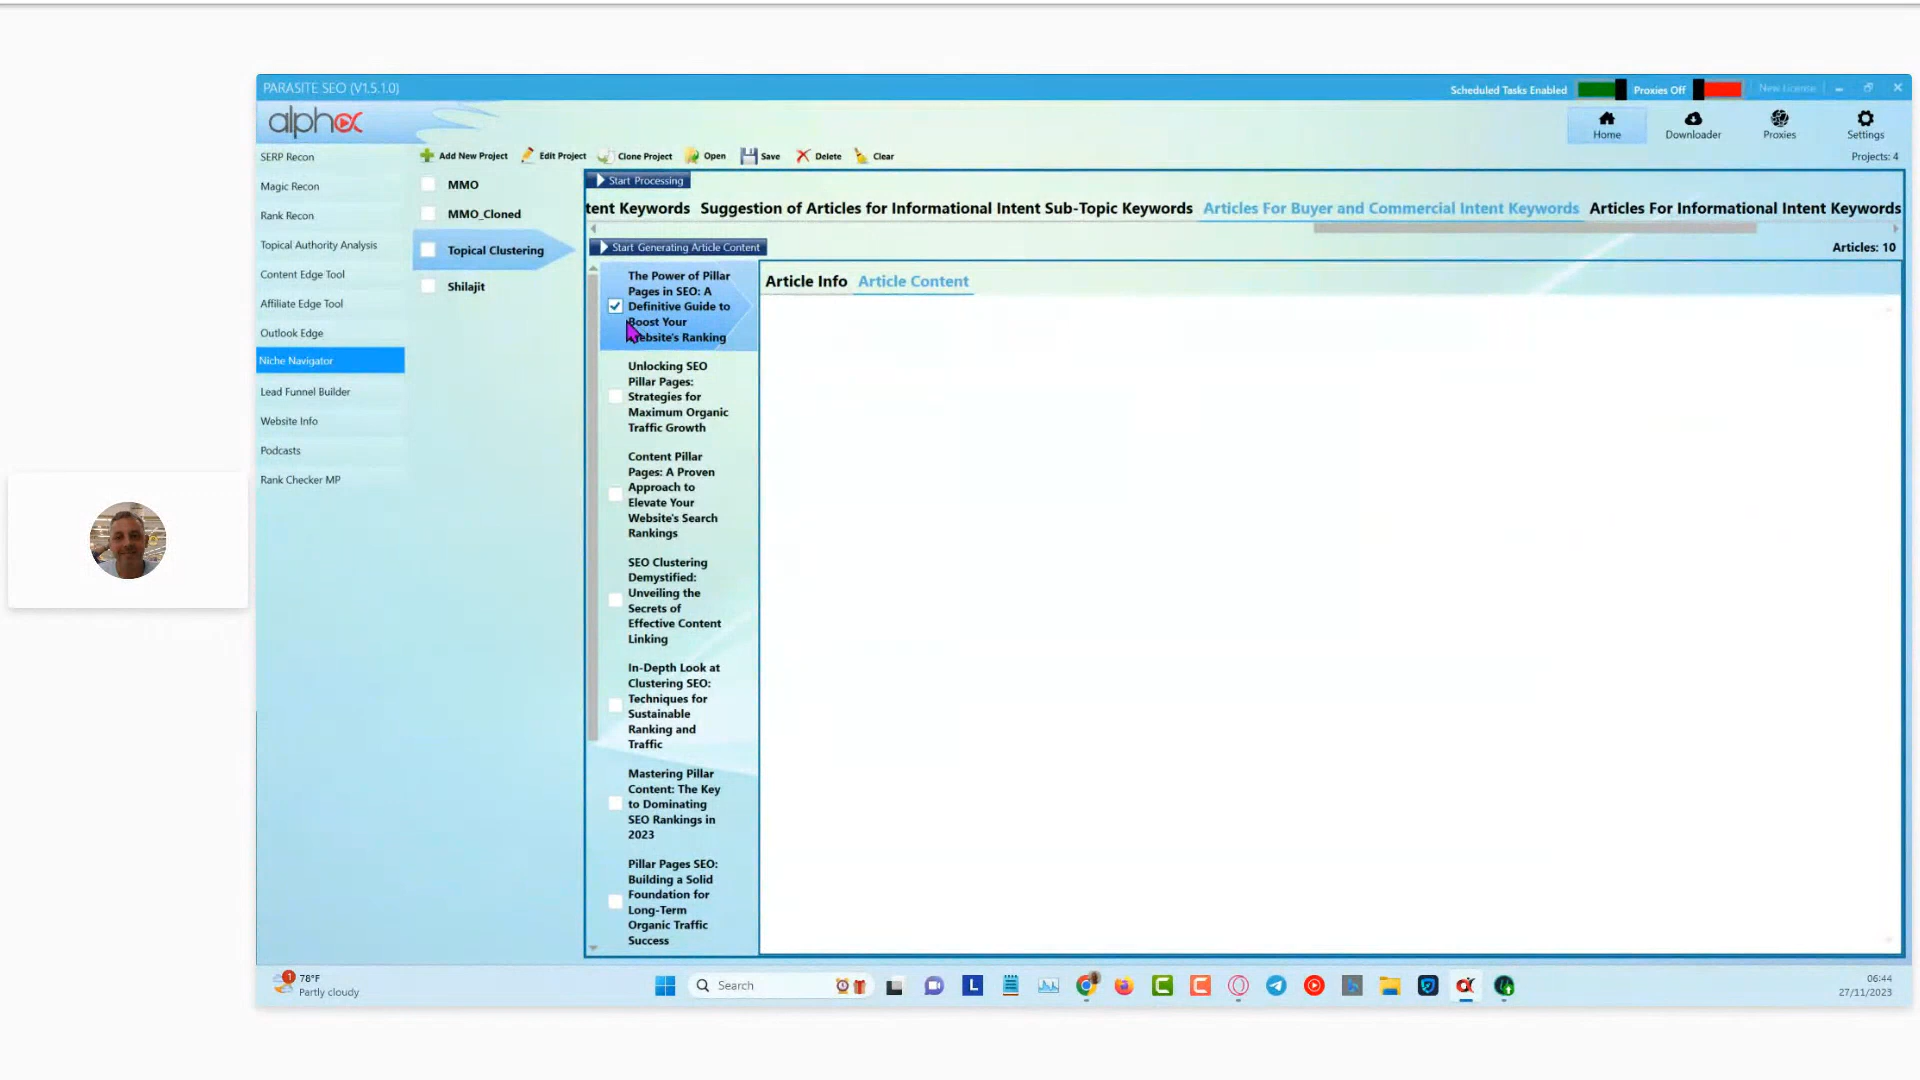 PARASITE SEO (V1.5.1.0)
Scheduled Tasks Enabled
Proxies Off
New License
alpha
Home
Downloader
Proxies
Settings
Projects: 4
SERP Recon
Magic Recon
Rank Recon
Topical Authority Analysis
Content Edge Tool
Affiliate Edge Tool
Outlook Edge
Niche Navigator
Lead Funnel Builder
Website Info
Podcasts
Rank Checker MP
Add New Project
Edit Project
Clone Project
Open
Save
Delete
Clear
MMO
MMO_Cloned
Topical Clustering
Shilajit
Start Processing
tent Keywords
Suggestion of Articles for Informational Intent Sub-Topic Keywords
Articles For Buyer and Commercial Intent Keywords
Articles For Informational Intent Keywords
Start Generating Article Content
Articles: 10
The Power of Pillar
Pages in SEO: A
Definitive Guide to
Boost Your
Website's Ranking
Unlocking SEO
Pillar Pages:
Strategies for
Maximum Organic
Traffic Growth
Content Pillar
Pages: A Proven
Approach to
Elevate Your
Website's Search
Rankings
SEO Clustering
Demystified:
Unveiling the
Secrets of
Effective Content
Linking
In-Depth Look at
Clustering SEO:
Techniques for
Sustainable
Ranking and
Traffic
Mastering Pillar
Content: The Key
to Dominating
SEO Rankings in
2023
Pillar Pages SEO:
Building a Solid
Foundation for
Long-Term
Organic Traffic
Success
Article Info
Article Content
1
78°F
Partly cloudy
Search
L
06:44
27/11/2023